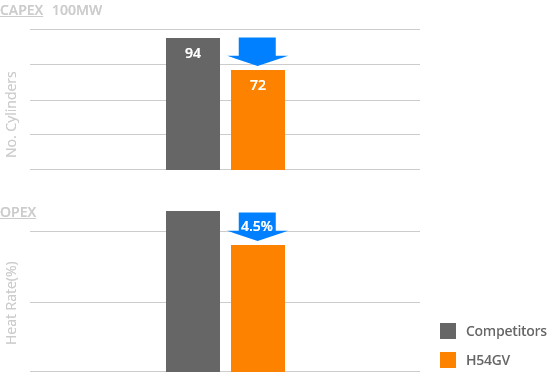 CAPEX 100MW
No. Cylinders
94
72
OPEX
Heat Rate(%)
4.5%
Competitors
H54GV